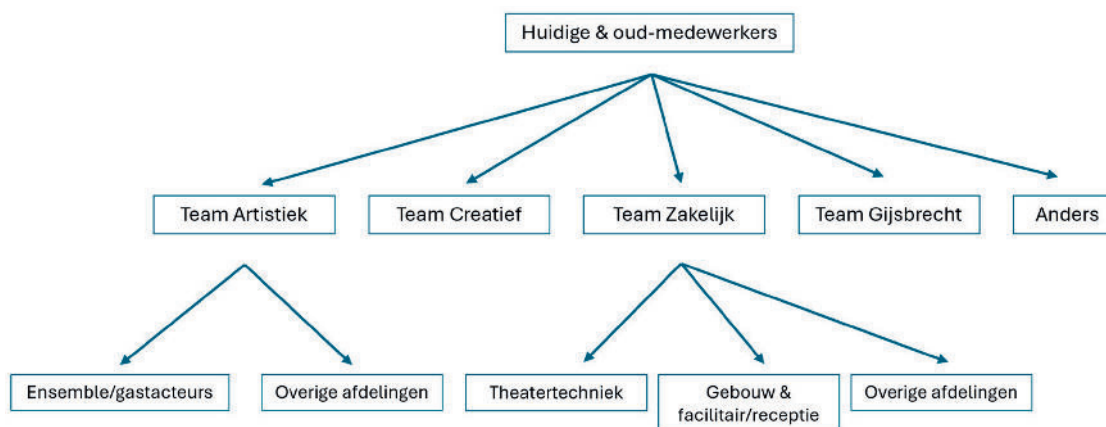 Huidige & oud-medewerkers
Team Artistiek
Team Creatief
Team Zakelijk
Team Gijsbrecht
Anders
Ensemble/gastacteurs
Overige afdelingen
Theatertechniek
Gebouw &
facilitair/receptie
Overige afdelingen